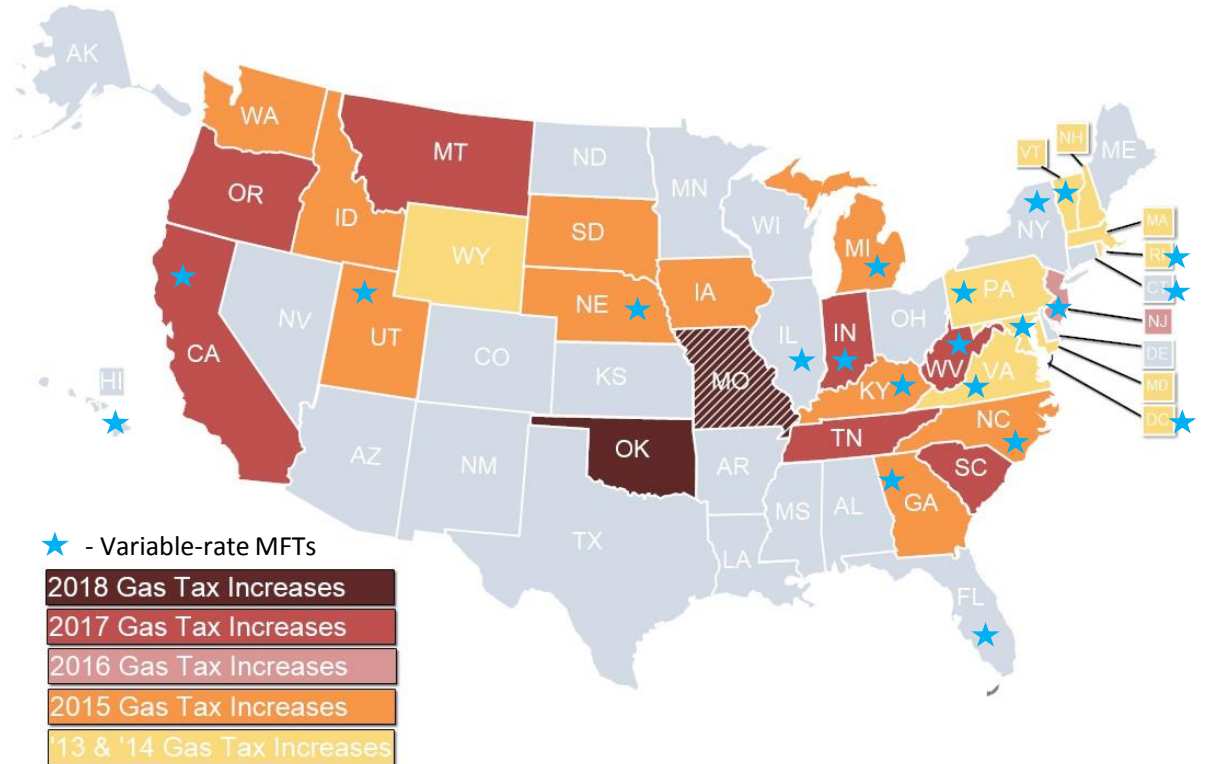 AK
WA
MT
ND
MN
ME
VT
NH
OR
ID
SD
WI
MI
NY
MA
RI
CT
WY
NE
IA
PA
NJ
NV
UT
CO
IL
IN
OH
DE
CA
KS
MO
KY
WV
VA
MD
HI
DC
TN
NC
AZ
NM
OK
AR
SC
MS
AL
GA
TX
LA
FL
- Variable-rate MFTs
2018 Gas Tax Increases
2017 Gas Tax Increases
2016 Gas Tax Increases
2015 Gas Tax Increases
'13 & '14 Gas Tax Increases